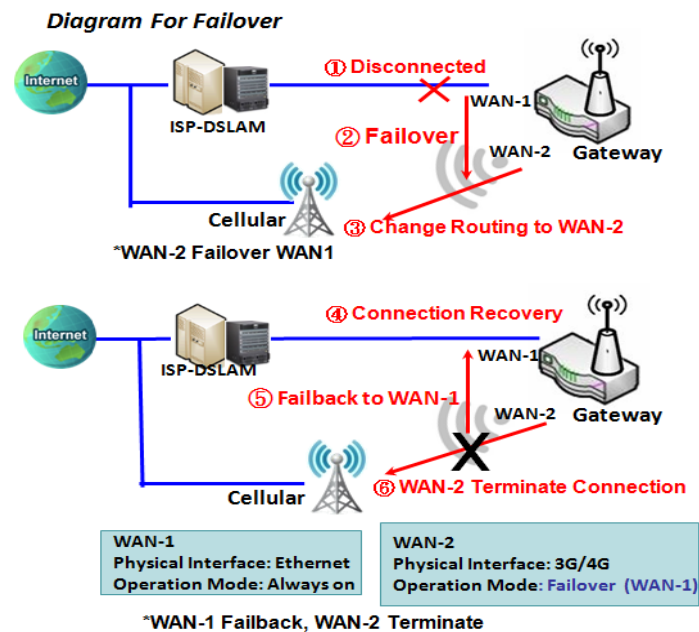 Diagram For Failover
Internet
ISP-DSLAM
① Disconnected
WAN-1
② Failover
WAN-2
Gateway
Cellular
③ Change Routing to WAN-2
*WAN-2 Failover WAN1
Internet
ISP-DSLAM
④ Connection Recovery
WAN-1
⑤ Failback to WAN-1
WAN-2
Gateway
Cellular
⑥ WAN-2 Terminate Connection
WAN-1
Physical Interface: Ethernet
Operation Mode: Always on
WAN-2
Physical Interface: 3G/4G
Operation Mode: Failover (WAN-1)
*WAN-1 Failback, WAN-2 Terminate